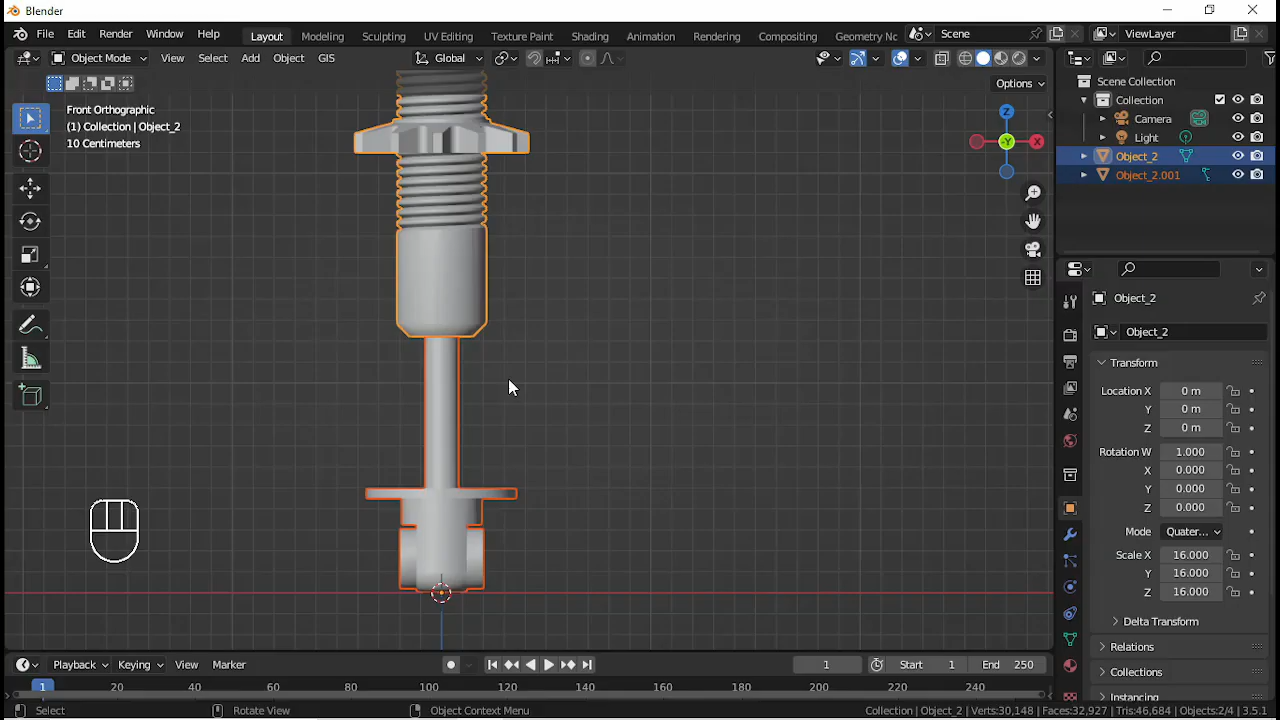 Blender
File Edit Render Window Help Layout Modeling Sculpting UV Editing Texture Paint Shading Animation Rendering Compositing Geometry Nc Scene ViewLayer
Object Mode View Select Add Object GIS Global
Options
Front Orthographic
(1) Collection | Object_2
10 Centimeters
Z
X
-Y
Scene Collection
Collection
Camera
Light
Object_2
Object_2.001
Object_2
Object_2
Transform
Location X 0 m
Y 0 m
Z 0 m
Rotation W 1.000
X 0.000
Y 0.000
Z 0.000
Mode Quater...
Scale X 16.000
Y 16.000
Z 16.000
Delta Transform
Relations
Collections
Instancing
Playback Keying View Marker 1 Start 1 End 250
1 20 40 60 80 100 120 140 160 180 200 220 240
Select Rotate View Object Context Menu Collection | Object_2 | Verts:30,148 | Faces:32,927 | Tris:46,684 | Objects:2/4 | 3.5.1